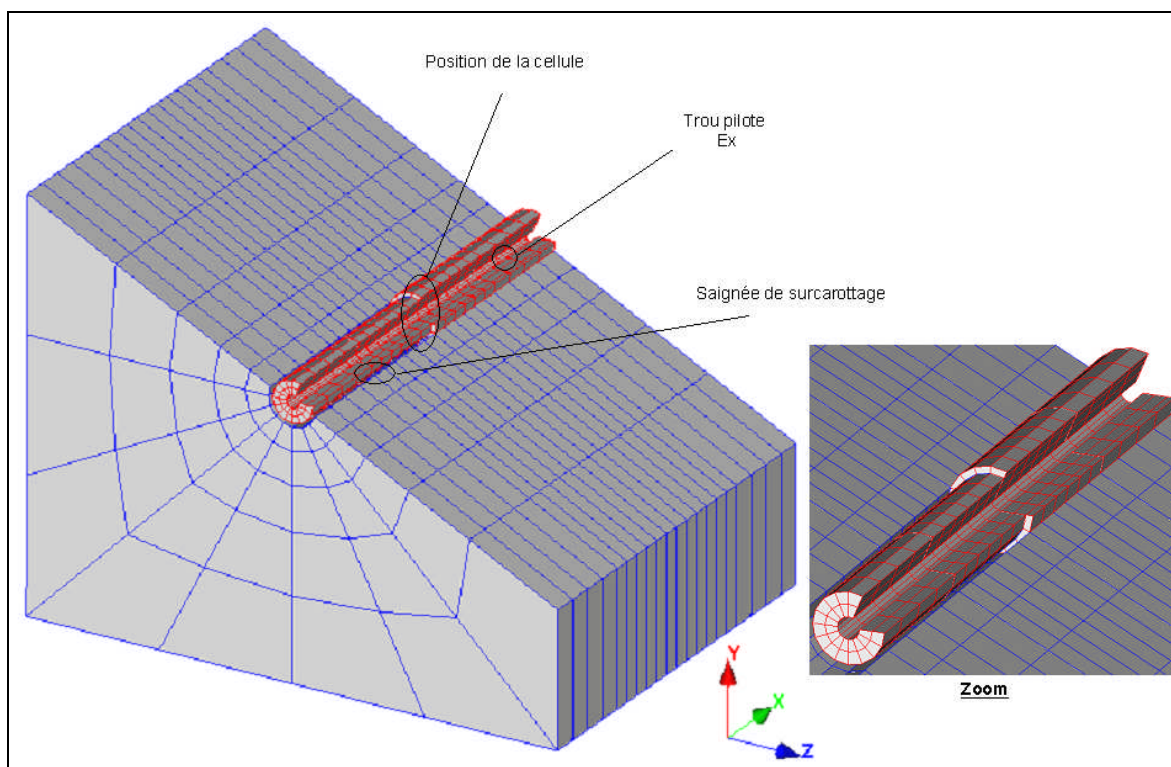 Position de la cellule
Trou pilote
Ex
Saignée de surcarottage
Zoom
Y
X
Z